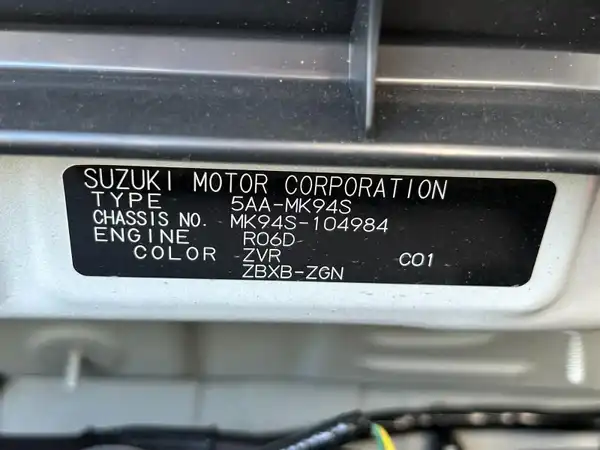 SUZUKI MOTOR CORPORATION
TYPE 5AA-MK94S
CHASSIS NO. MK94S-104984
ENGINE R06D
COLOR ZVR C01
ZBXB-ZGN